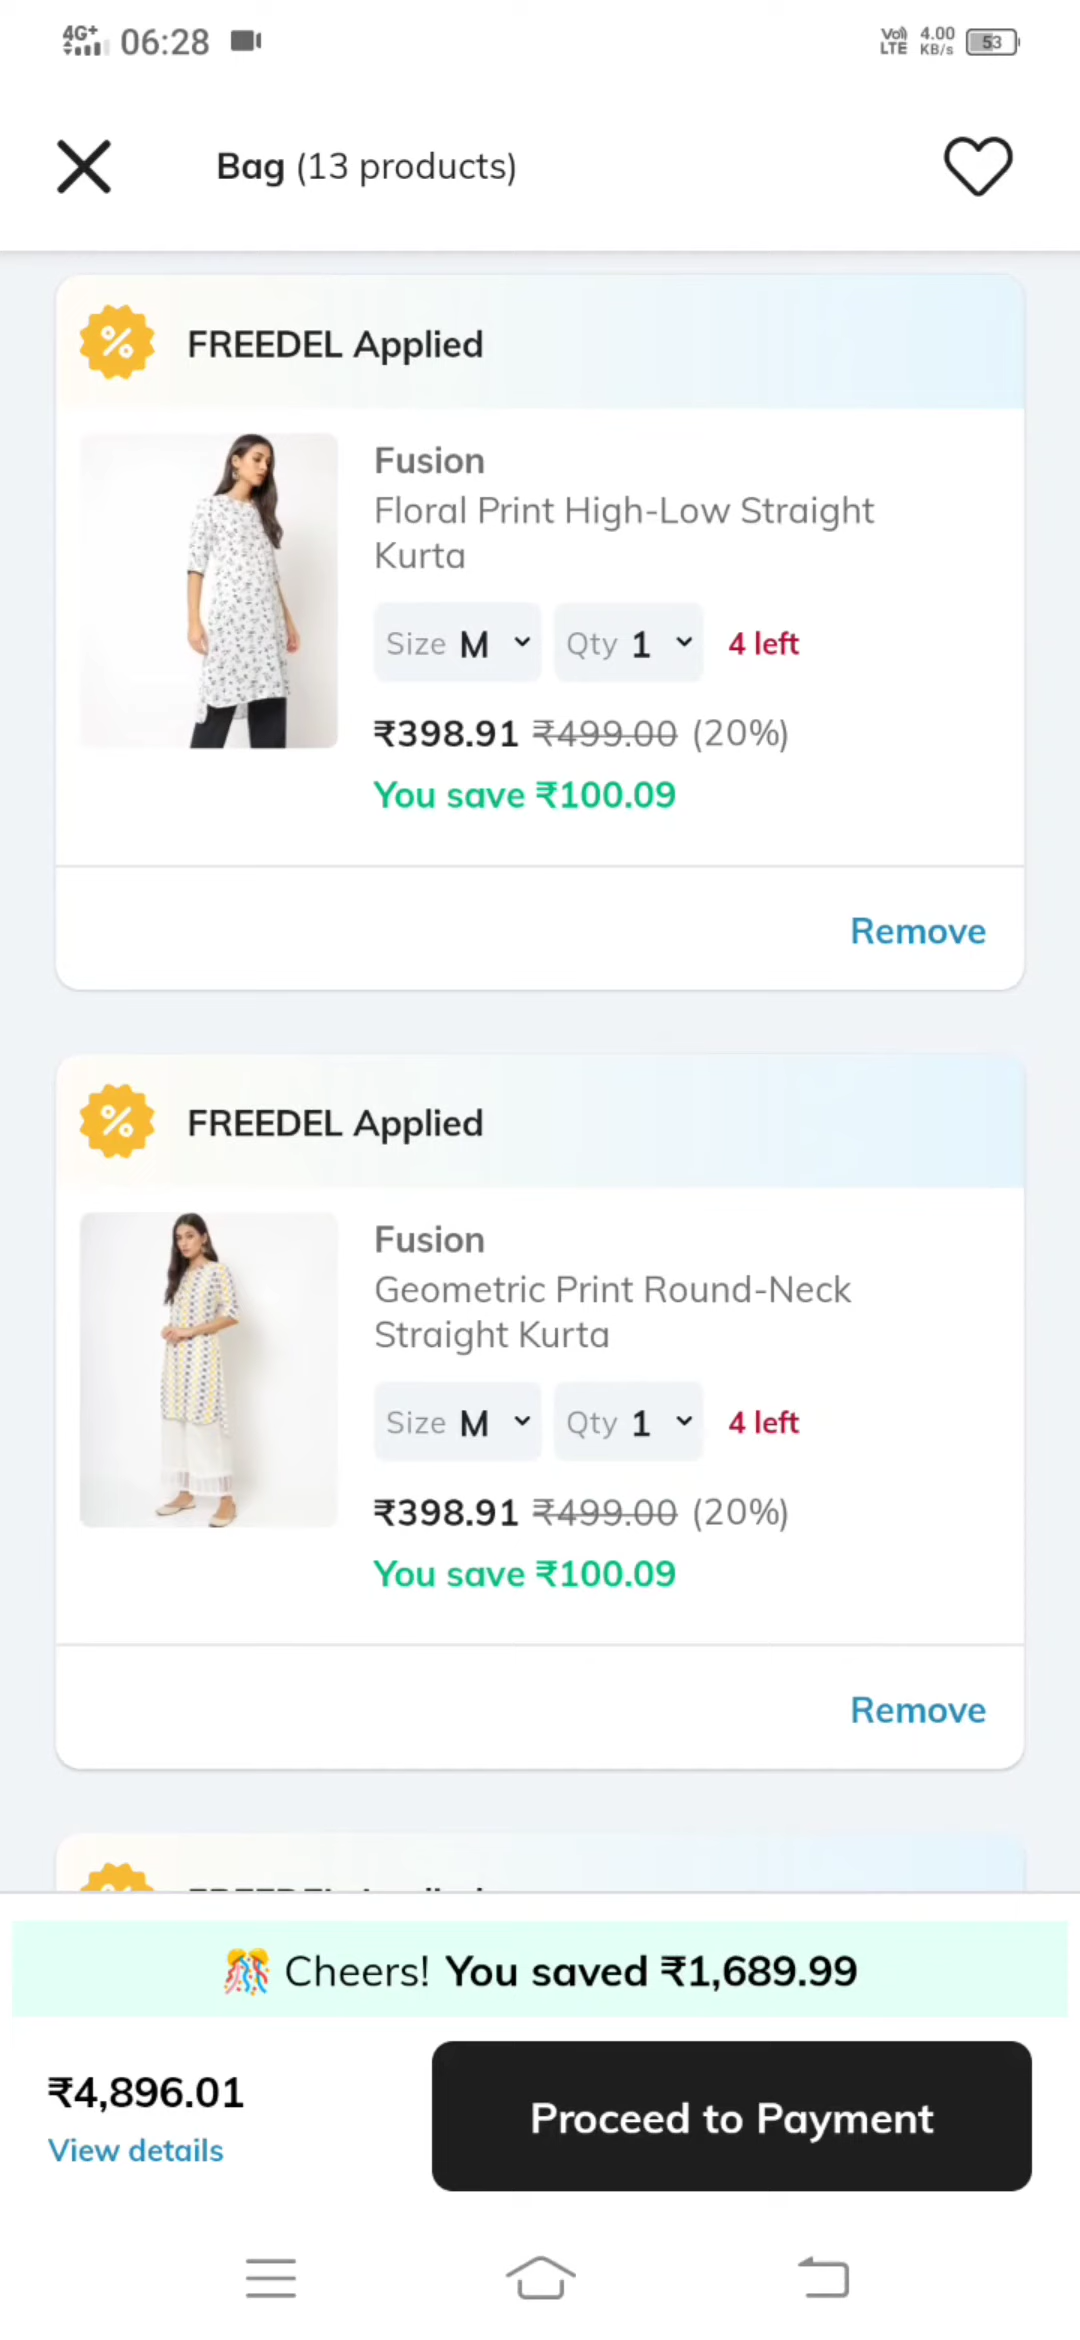 4G+ 06:28 Vo) LTE 4.00 KB/s 53
Bag (13 products)
FREEDEL Applied
Fusion
Floral Print High-Low Straight
Kurta
Size M Qty 1 4 left
₹398.91 ₹499.00 (20%)
You save ₹100.09
Remove
FREEDEL Applied
Fusion
Geometric Print Round-Neck
Straight Kurta
Size M Qty 1 4 left
₹398.91 ₹499.00 (20%)
You save ₹100.09
Remove
Cheers! You saved ₹1,689.99
₹4,896.01
View details
Proceed to Payment